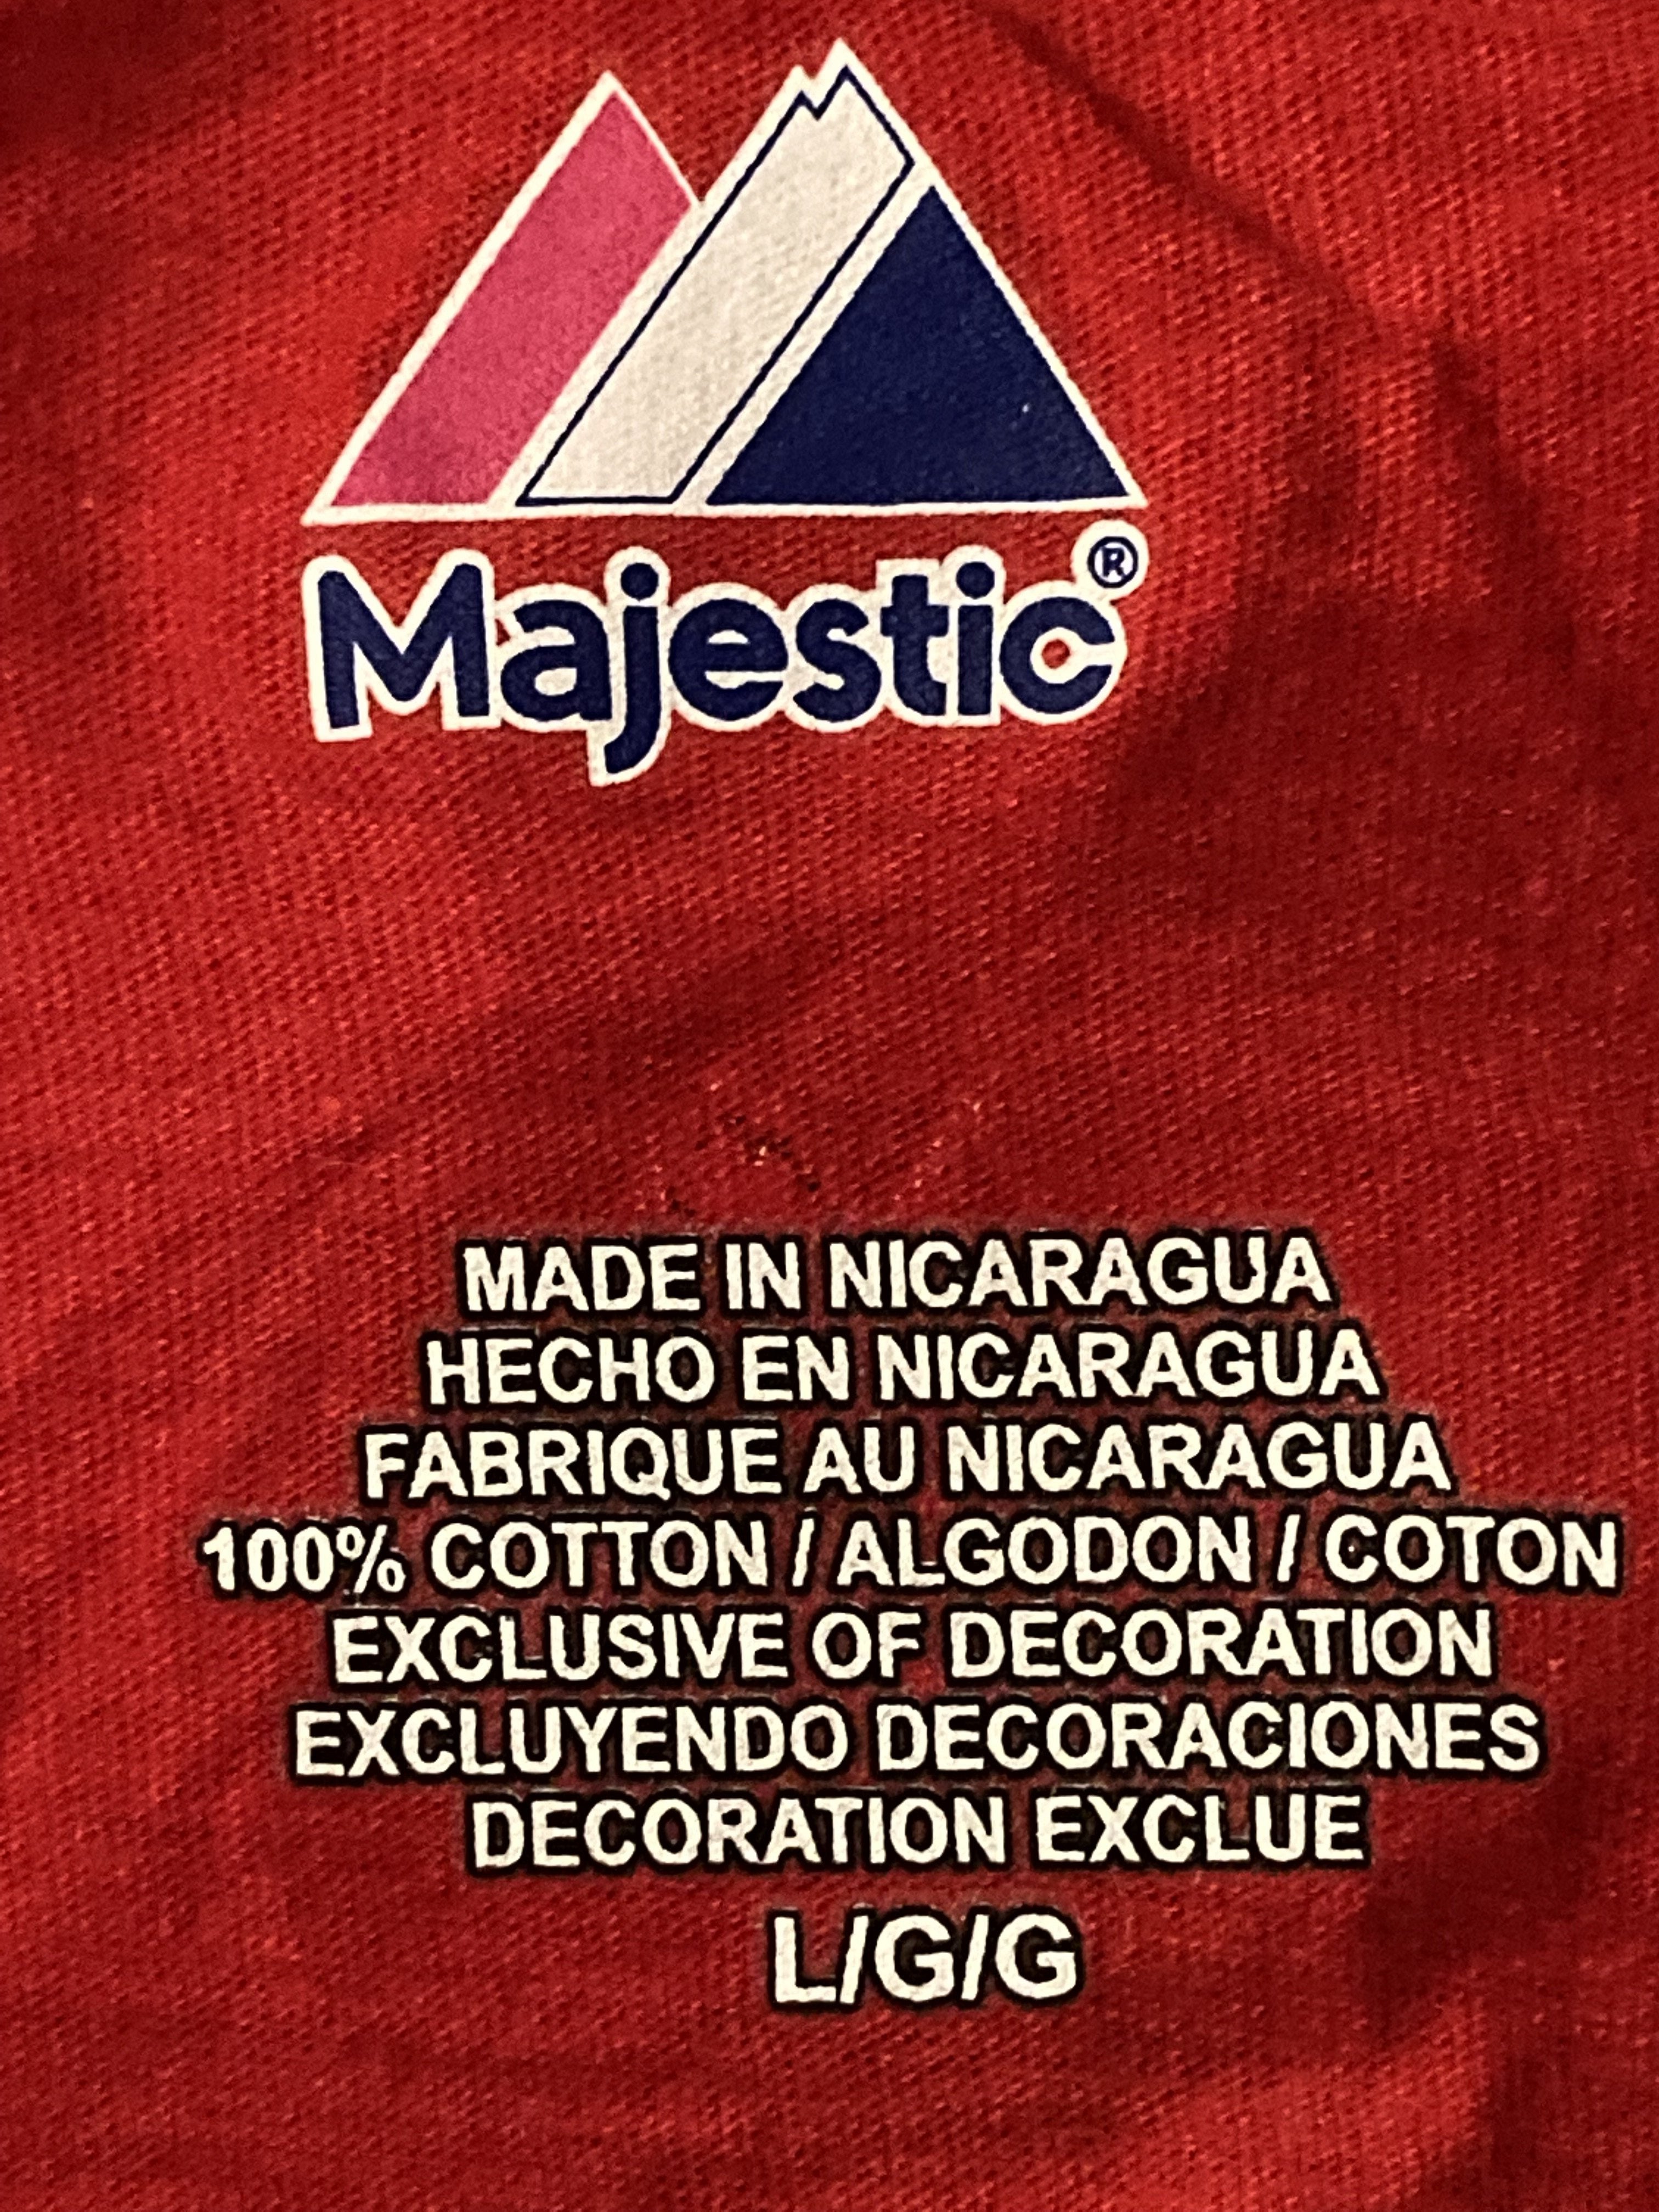 Majestic®
MADE IN NICARAGUA
HECHO EN NICARAGUA
FABRIQUE AU NICARAGUA
100% COTTON / ALGODON / COTON
EXCLUSIVE OF DECORATION
EXCLUYENDO DECORACIONES
DECORATION EXCLUE
L/G/G